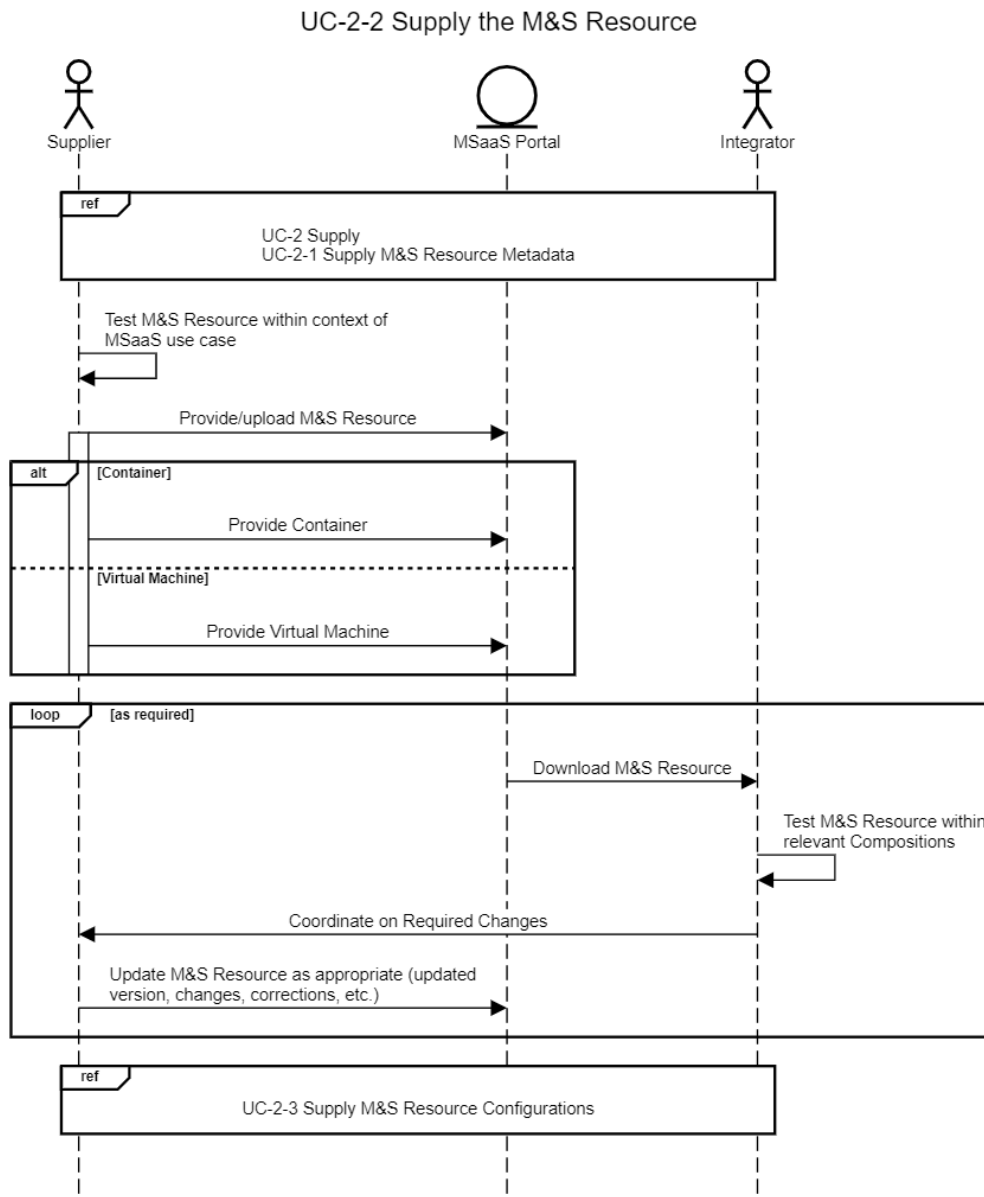 UC-2-2 Supply the M&S Resource
Supplier
MSaaS Portal
Integrator
ref
UC-2 Supply
UC-2-1 Supply M&S Resource Metadata
Test M&S Resource within context of
MSaaS use case
Provide/upload M&S Resource
alt
[Container]
Provide Container
[Virtual Machine]
Provide Virtual Machine
loop
[as required]
Download M&S Resource
Test M&S Resource within
relevant Compositions
Coordinate on Required Changes
Update M&S Resource as appropriate (updated
version, changes, corrections, etc.)
ref
UC-2-3 Supply M&S Resource Configurations